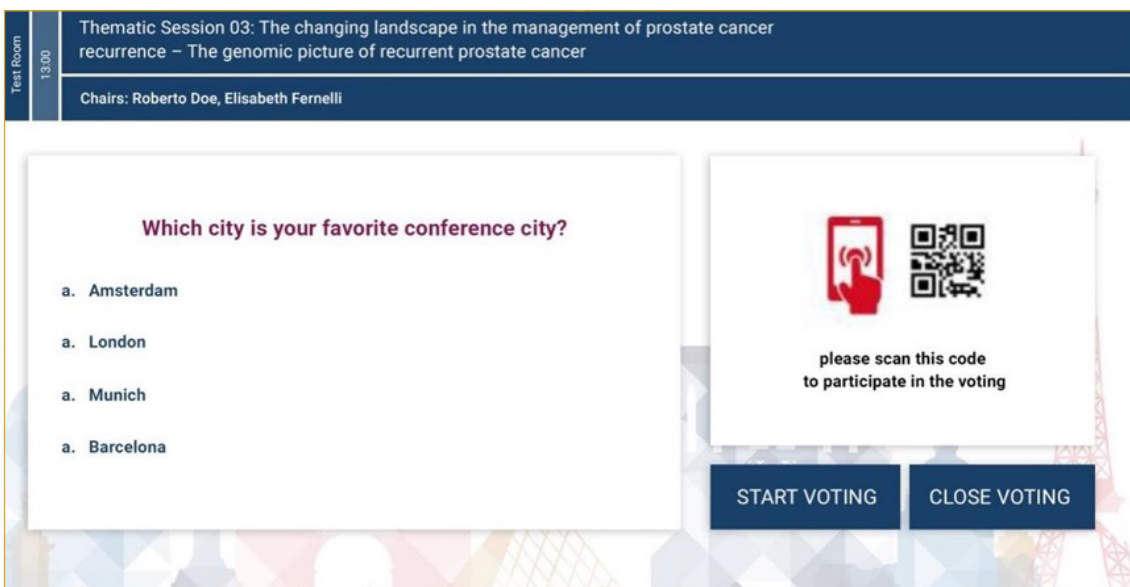 Test Room
13:00
Thematic Session 03: The changing landscape in the management of prostate cancer
recurrence – The genomic picture of recurrent prostate cancer
Chairs: Roberto Doe, Elisabeth Fernelli
Which city is your favorite conference city?
a. Amsterdam
a. London
a. Munich
a. Barcelona
please scan this code
to participate in the voting
START VOTING
CLOSE VOTING